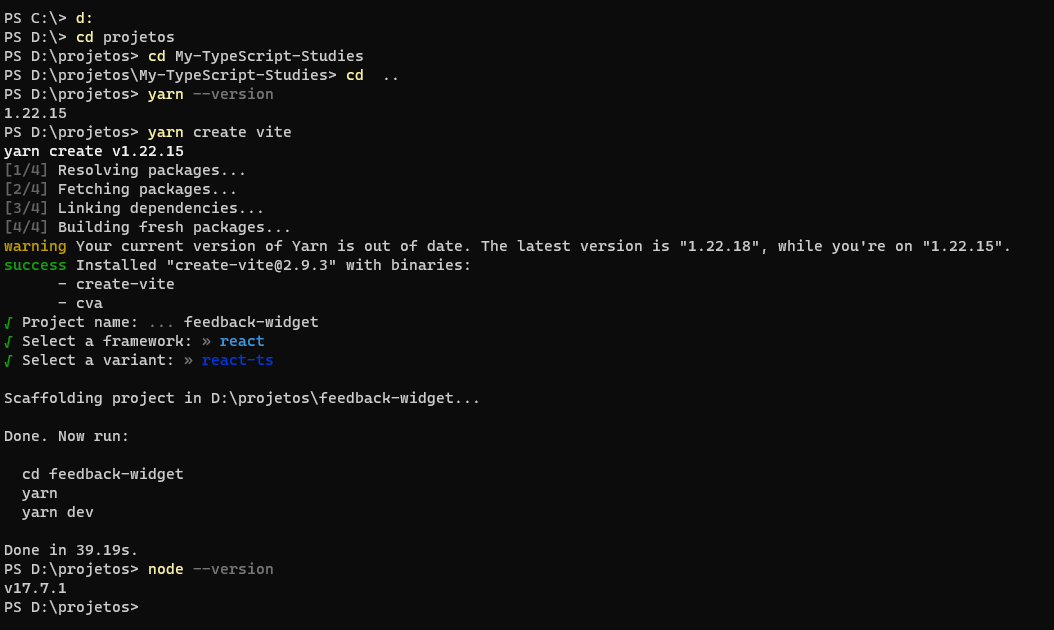 PS C:\> d:
PS D:\> cd projetos
PS D:\projetos> cd My-TypeScript-Studies
PS D:\projetos\My-TypeScript-Studies> cd  ..
PS D:\projetos> yarn --version
1.22.15
PS D:\projetos> yarn create vite
yarn create v1.22.15
[1/4] Resolving packages...
[2/4] Fetching packages...
[3/4] Linking dependencies...
[4/4] Building fresh packages...
warning Your current version of Yarn is out of date. The latest version is "1.22.18", while you're on "1.22.15".
success Installed "create-vite@2.9.3" with binaries:
      - create-vite
      - cva
√ Project name: ... feedback-widget
√ Select a framework: » react
√ Select a variant: » react-ts

Scaffolding project in D:\projetos\feedback-widget...

Done. Now run:

  cd feedback-widget
  yarn
  yarn dev

Done in 39.19s.
PS D:\projetos> node --version
v17.7.1
PS D:\projetos>